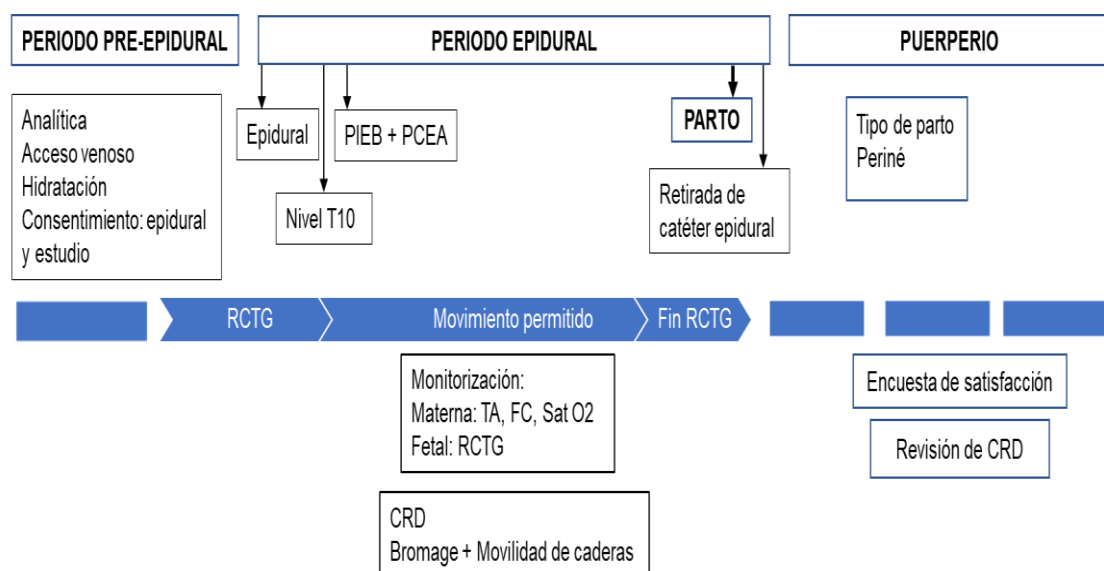 PERIODO PRE-EPIDURAL
PERIODO EPIDURAL
PUERPERIO
Analítica
Acceso venoso
Hidratación
Consentimiento: epidural
y estudio
Epidural
PIEB + PCEA
Nivel T10
PARTO
Retirada de
catéter epidural
Tipo de parto
Periné
RCTG
Movimiento permitido
Fin RCTG
Monitorización:
Materna: TA, FC, Sat O2
Fetal: RCTG
CRD
Bromage + Movilidad de caderas
Encuesta de satisfacción
Revisión de CRD